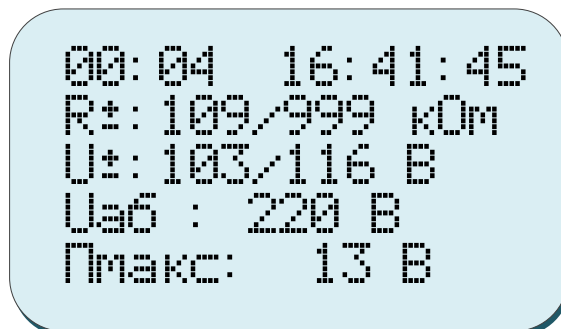 00:04 16:41:45
R±: 109/999 кОм
U±: 103/116 В
Uаб : 220 В
Пмакс: 13 В